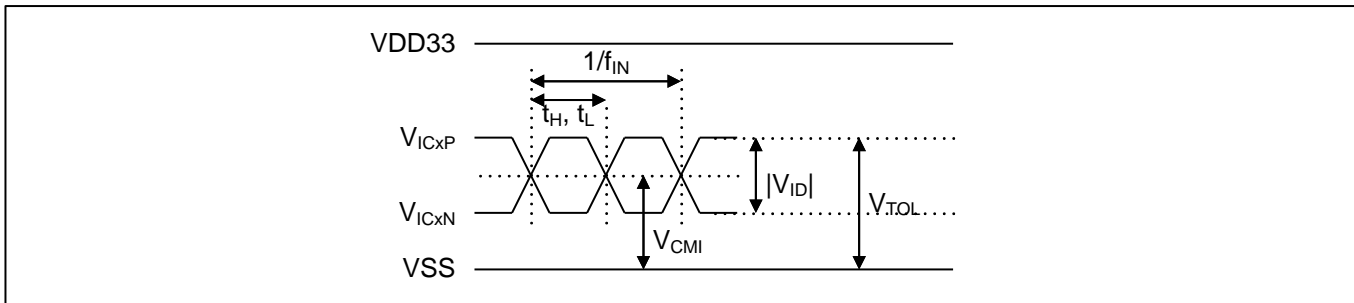 VDD33
1/fIN
tH, tL
VICxP
|VID|
VTOL
VICxN
VCMI
VSS